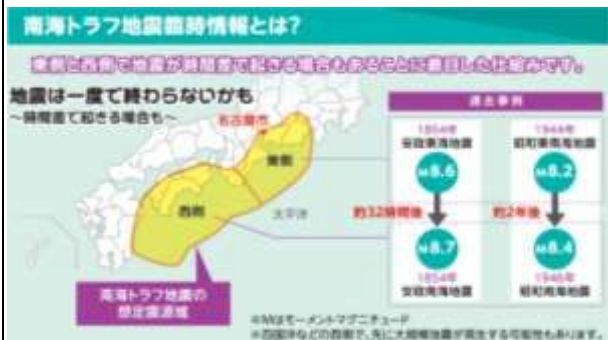 南海トラフ地震臨時情報とは?
東側と西側で地震が時間差で起きる場合もあることに着目した仕組みです。
地震は一度で終わらないかも
~時間差で起きる場合も~
名古屋市
東側
西側
太平洋
南海トラフ地震の
想定震源域
過去事例
1854年
安政東海地震
M8.6
約32時間後
M8.7
1854年
安政南海地震
1944年
昭和東南海地震
M8.2
約2年後
M8.4
1946年
昭和南海地震
※Mはモーメントマグニチュード
※四国沖などの西側で、先に大規模地震が発生する可能性もあります。